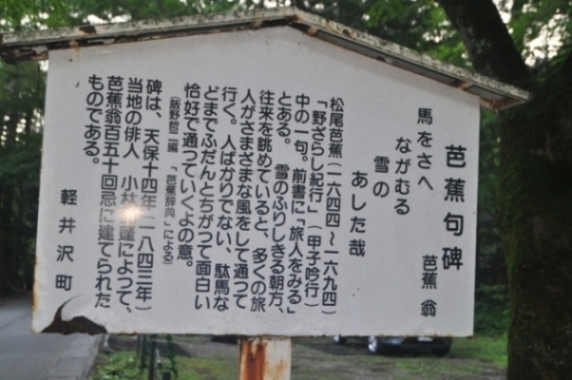 芭蕉句碑
芭蕉翁
馬をさへ
ながむる
雪の
あした哉
松尾芭蕉(一六四四〜一六九四)
「野ざらし紀行」(甲子吟行)
中の一句。前書に「旅人をみる」
とある。 雪のふりしきる朝方、
往来を眺めていると、多くの旅
人がさまざまな風をして通って
行く。人ばかりでない、駄馬な
どまでふだんとちがって面白い
恰好で通っていくよの意。
(飯野哲二編 「芭蕉辞典」による)
碑は、天保十四年(一八四三年)
当地の俳人 小林 蓮によって、
芭蕉翁百五十回忌に建てられた
ものである。
軽井沢町